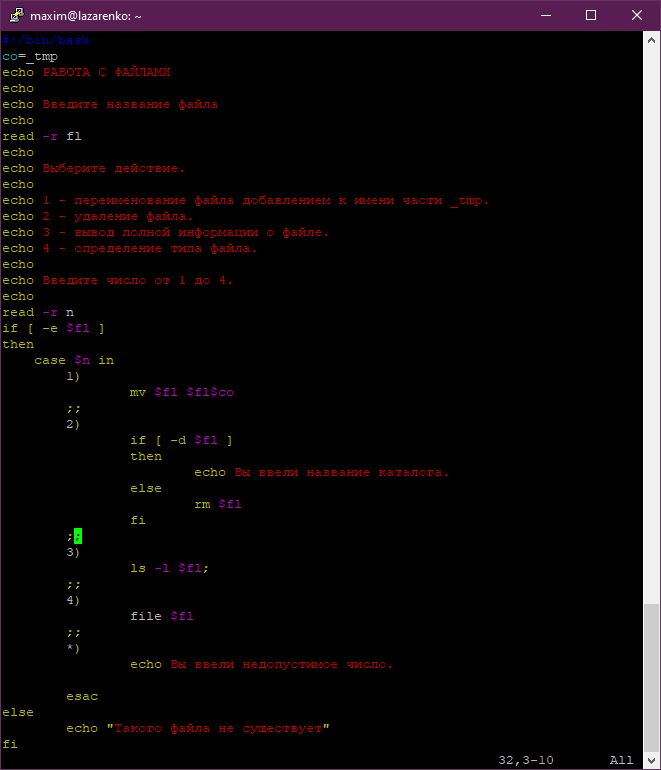 maxim@lazarenko: ~
#!/bin/bash
co=_tmp
echo РАБОТА С ФАЙЛАМИ
echo
echo Введите название файла
echo
read -r fl
echo
echo Выберите действие.
echo
echo 1 - переименование файла добавлением к имени части _tmp.
echo 2 - удаление файла.
echo 3 - вывод полной информации о файле.
echo 4 - определение типа файла.
echo
echo Введите число от 1 до 4.
echo
read -r n
if [ -e $fl ]
then
    case $n in
        1)
                mv $fl $fl$co
        ;;
        2)
                if [ -d $fl ]
                then
                        echo Вы ввели название каталога.
                else
                        rm $fl
                fi
        ;;
        3)
                ls -l $fl;
        ;;
        4)
                file $fl
        ;;
        *)
                echo Вы ввели недопустимое число.
        esac
else
        echo "Такого файла не существует"
fi
32,3-10 All